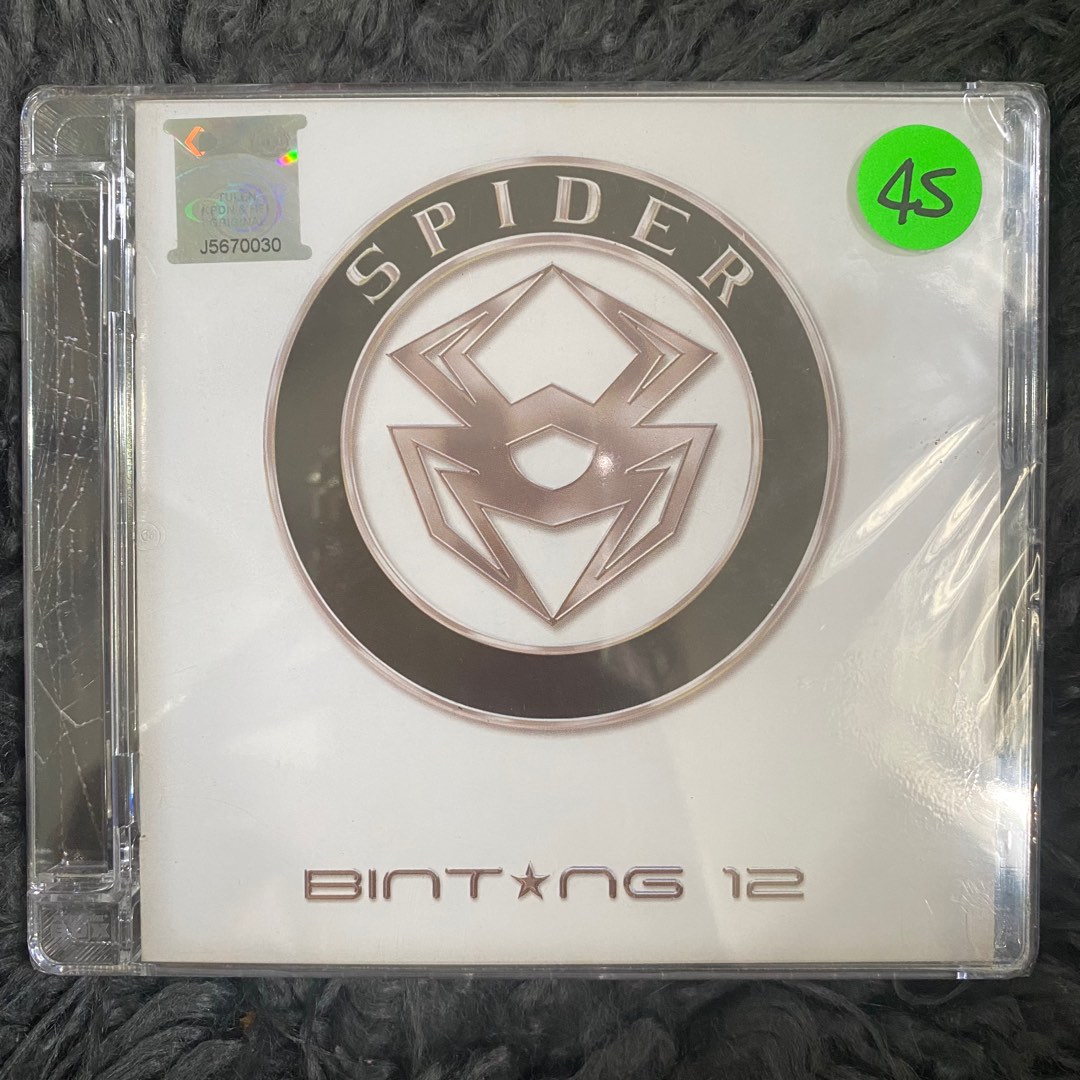 J5670030
45
SPIDER
BINT★NG 12